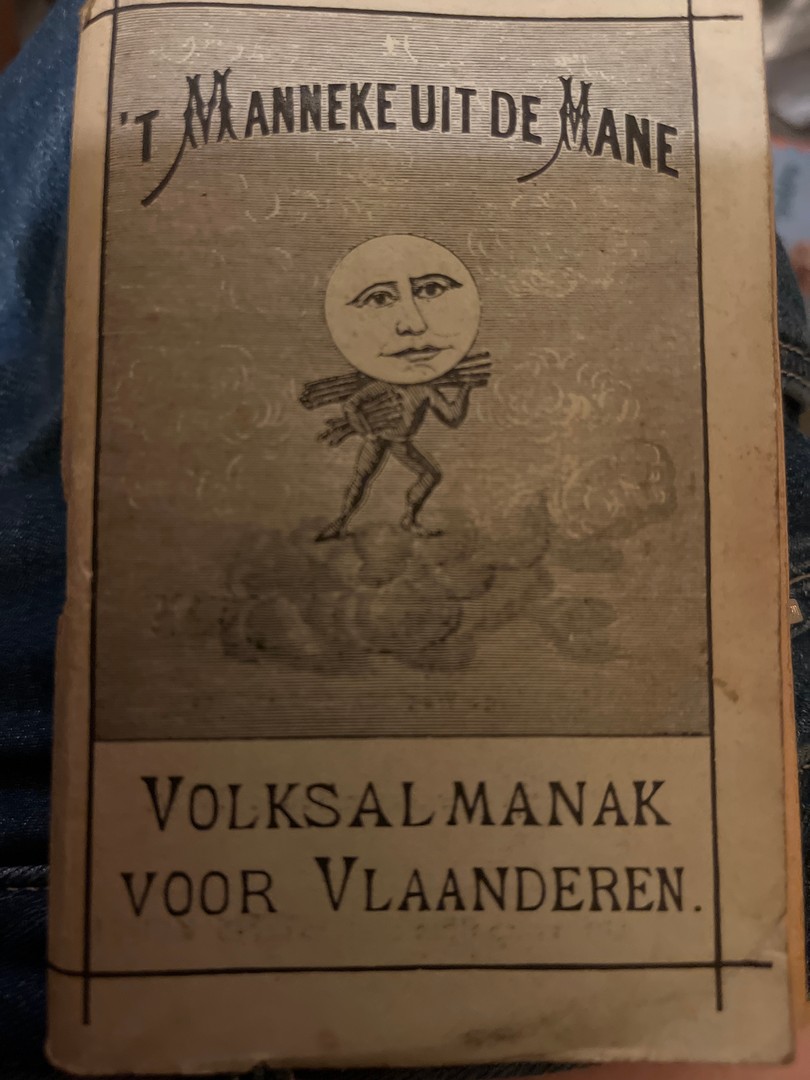 'T MANNEKE UIT DE MANE
VOLKSALMANAK
VOOR VLAANDEREN.